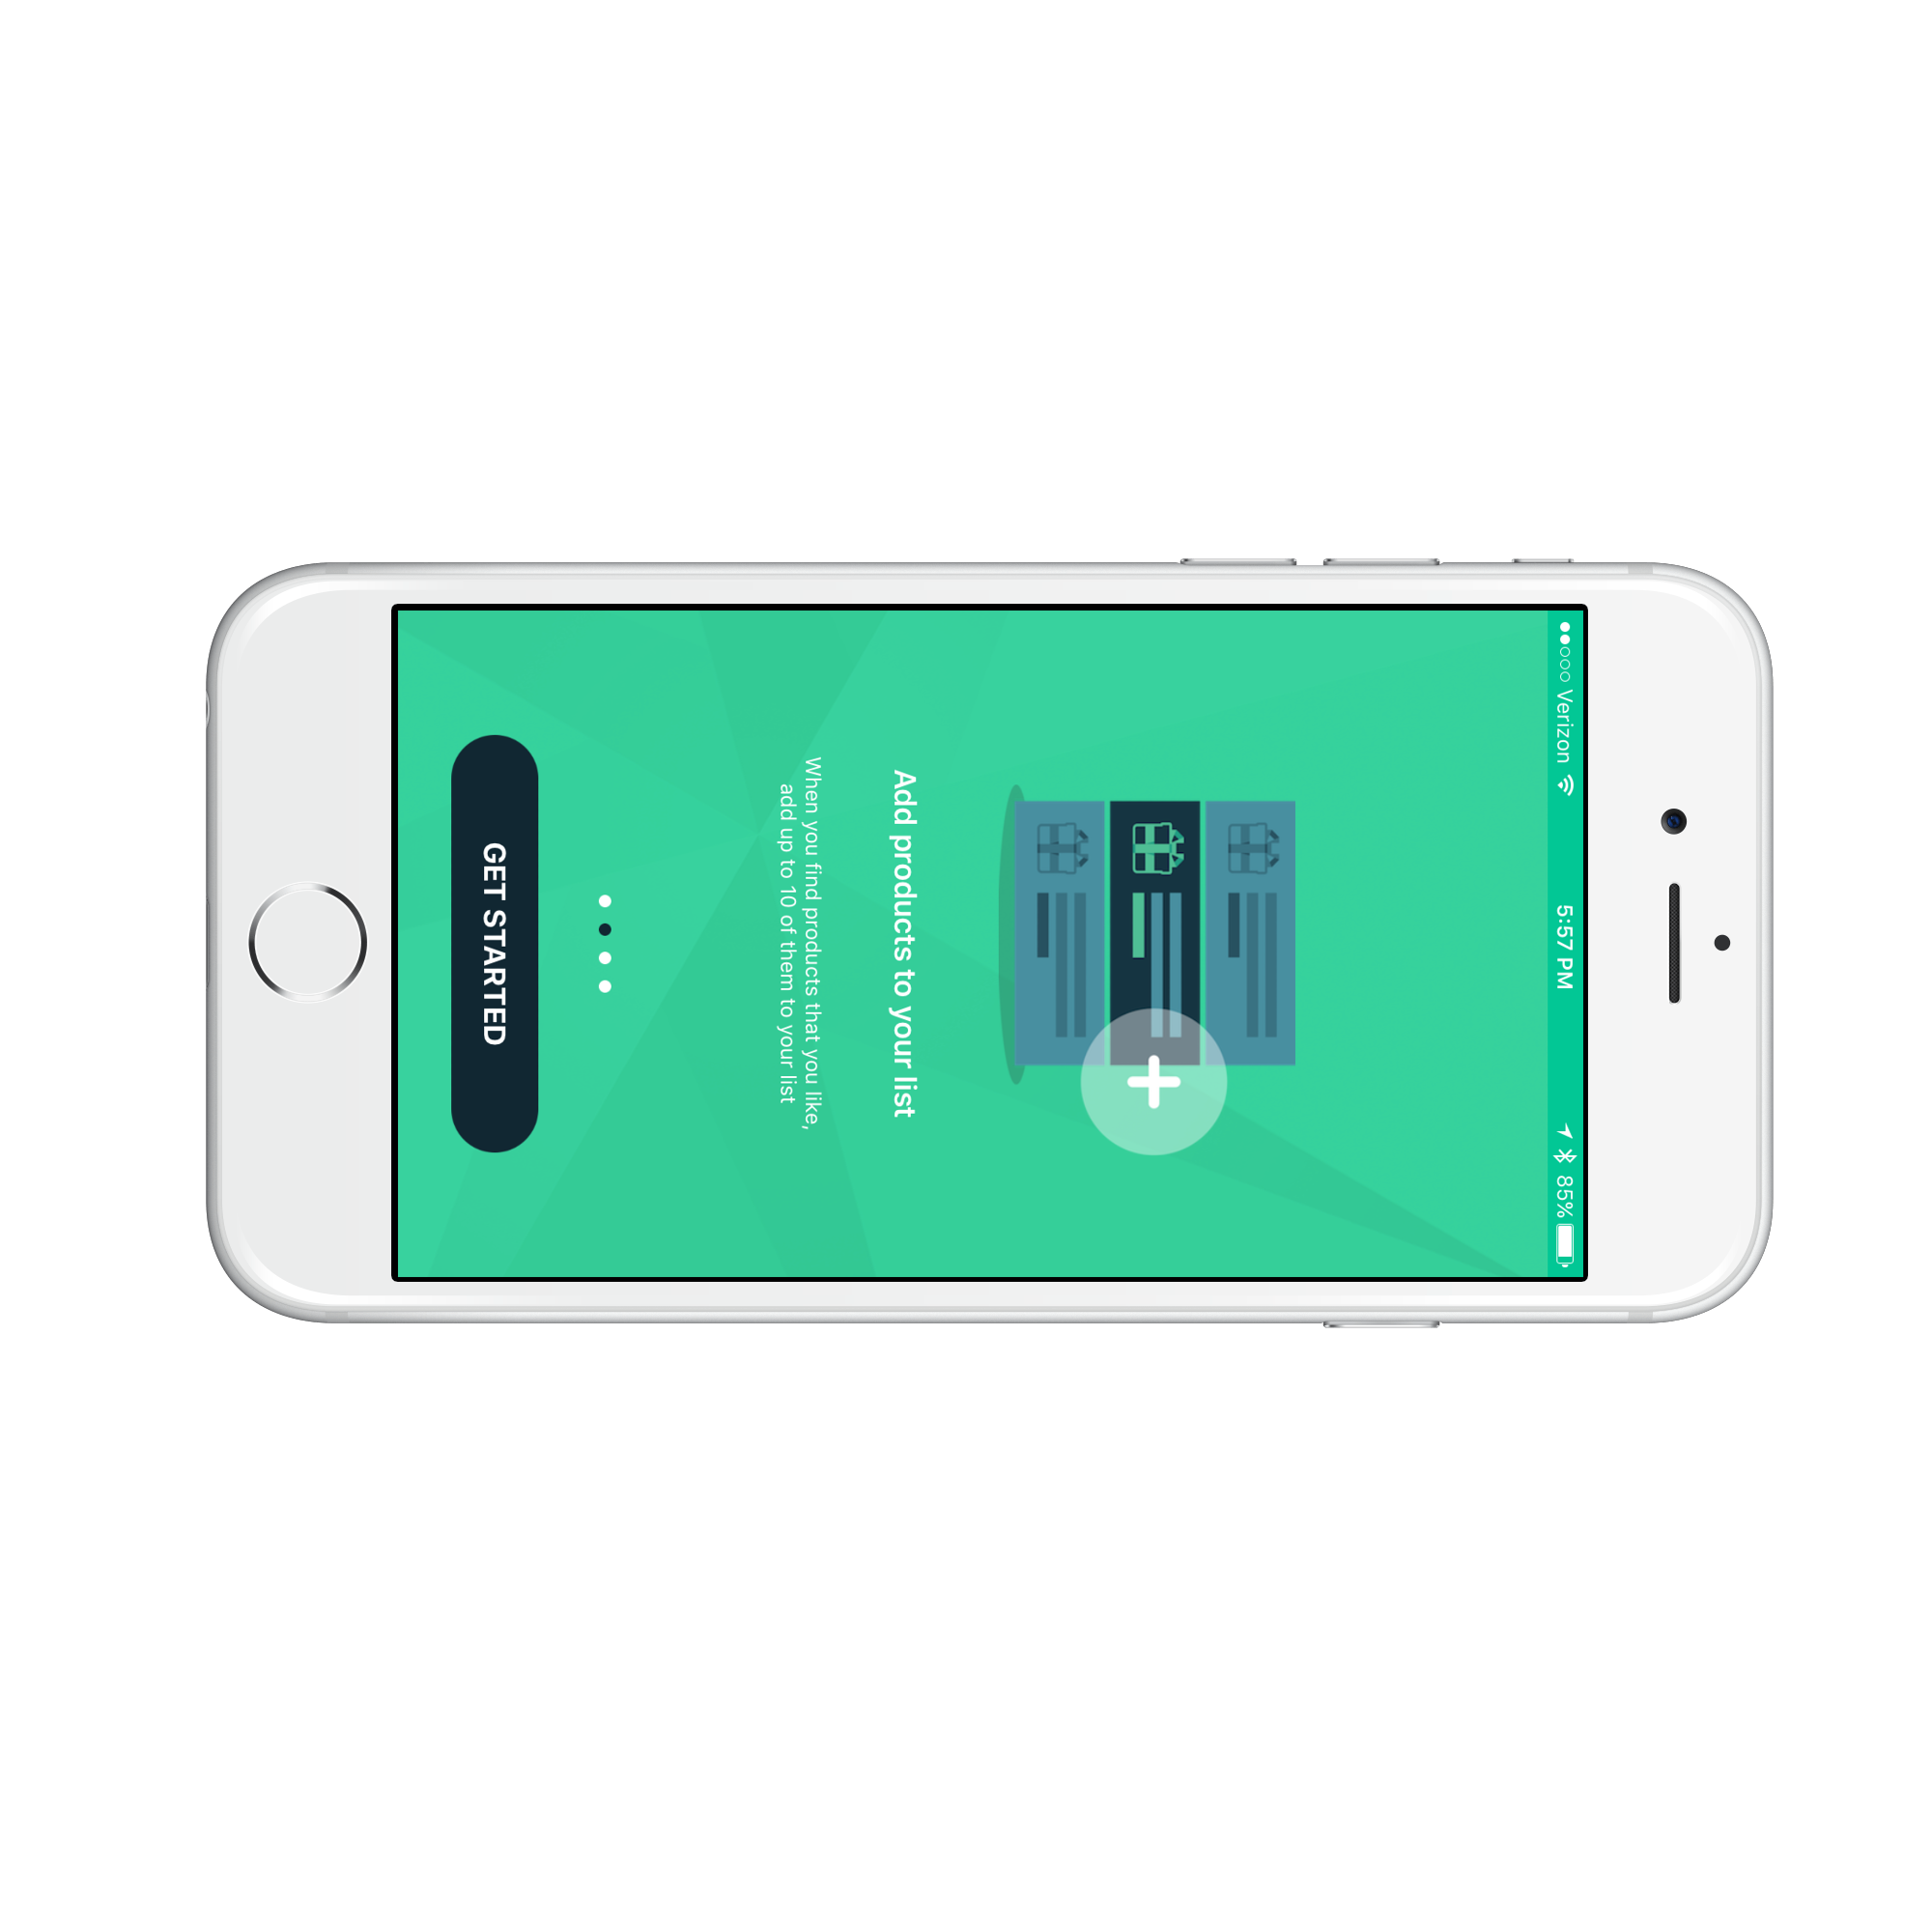 Verizon 5:57 PM 85%
Add products to your list
When you find products that you like,
add up to 10 of them to your list
GET STARTED